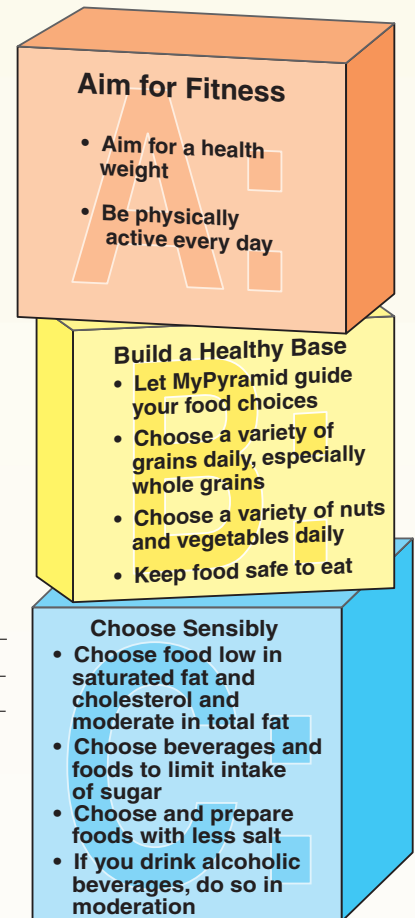 A:
Aim for Fitness
• Aim for a health
weight
• Be physically
active every day
B:
Build a Healthy Base
• Let MyPyramid guide
your food choices
• Choose a variety of
grains daily, especially
whole grains
• Choose a variety of nuts
and vegetables daily
• Keep food safe to eat
C:
Choose Sensibly
• Choose food low in
saturated fat and
cholesterol and
moderate in total fat
• Choose beverages and
foods to limit intake
of sugar
• Choose and prepare
foods with less salt
• If you drink alcoholic
beverages, do so in
moderation